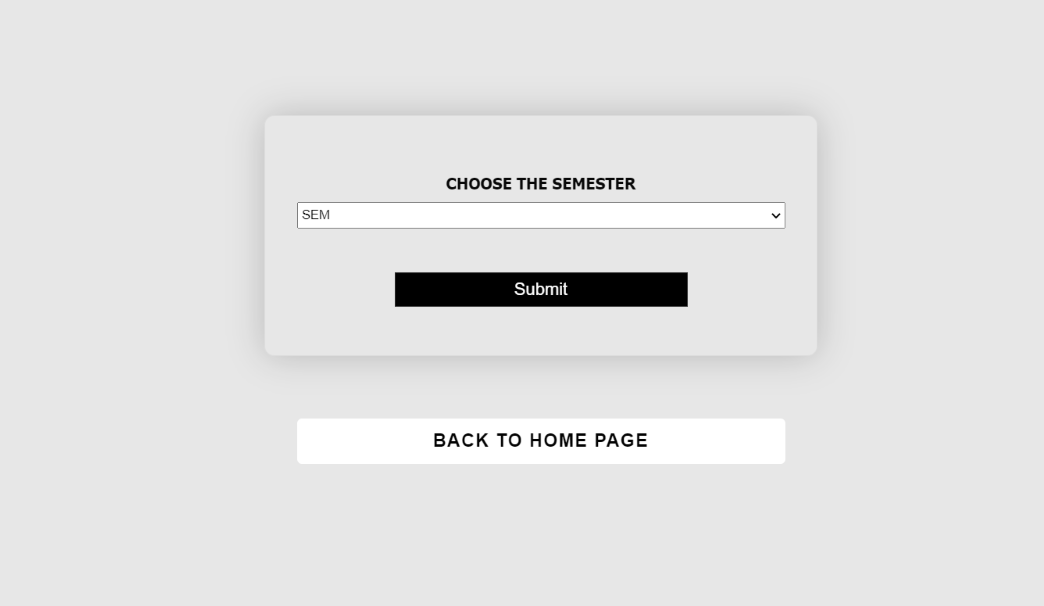 CHOOSE THE SEMESTER
SEM
Submit
BACK TO HOME PAGE